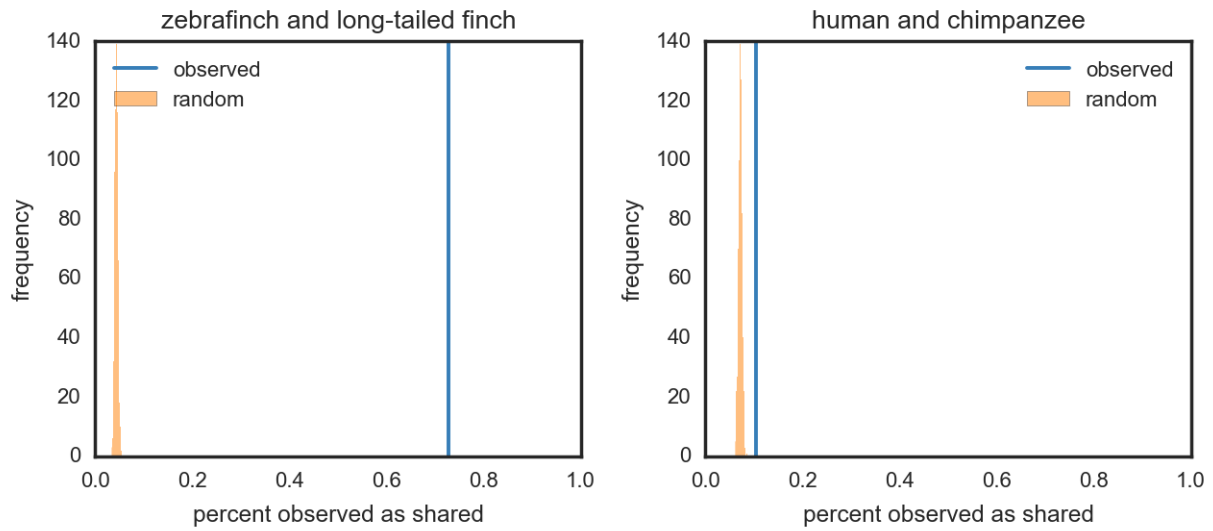 zebrafinch and long-tailed finch
140
120
100
80
60
40
20
0
frequency
observed
random
0.0 0.2 0.4 0.6 0.8 1.0
percent observed as shared
human and chimpanzee
140
120
100
80
60
40
20
0
frequency
observed
random
0.0 0.2 0.4 0.6 0.8 1.0
percent observed as shared